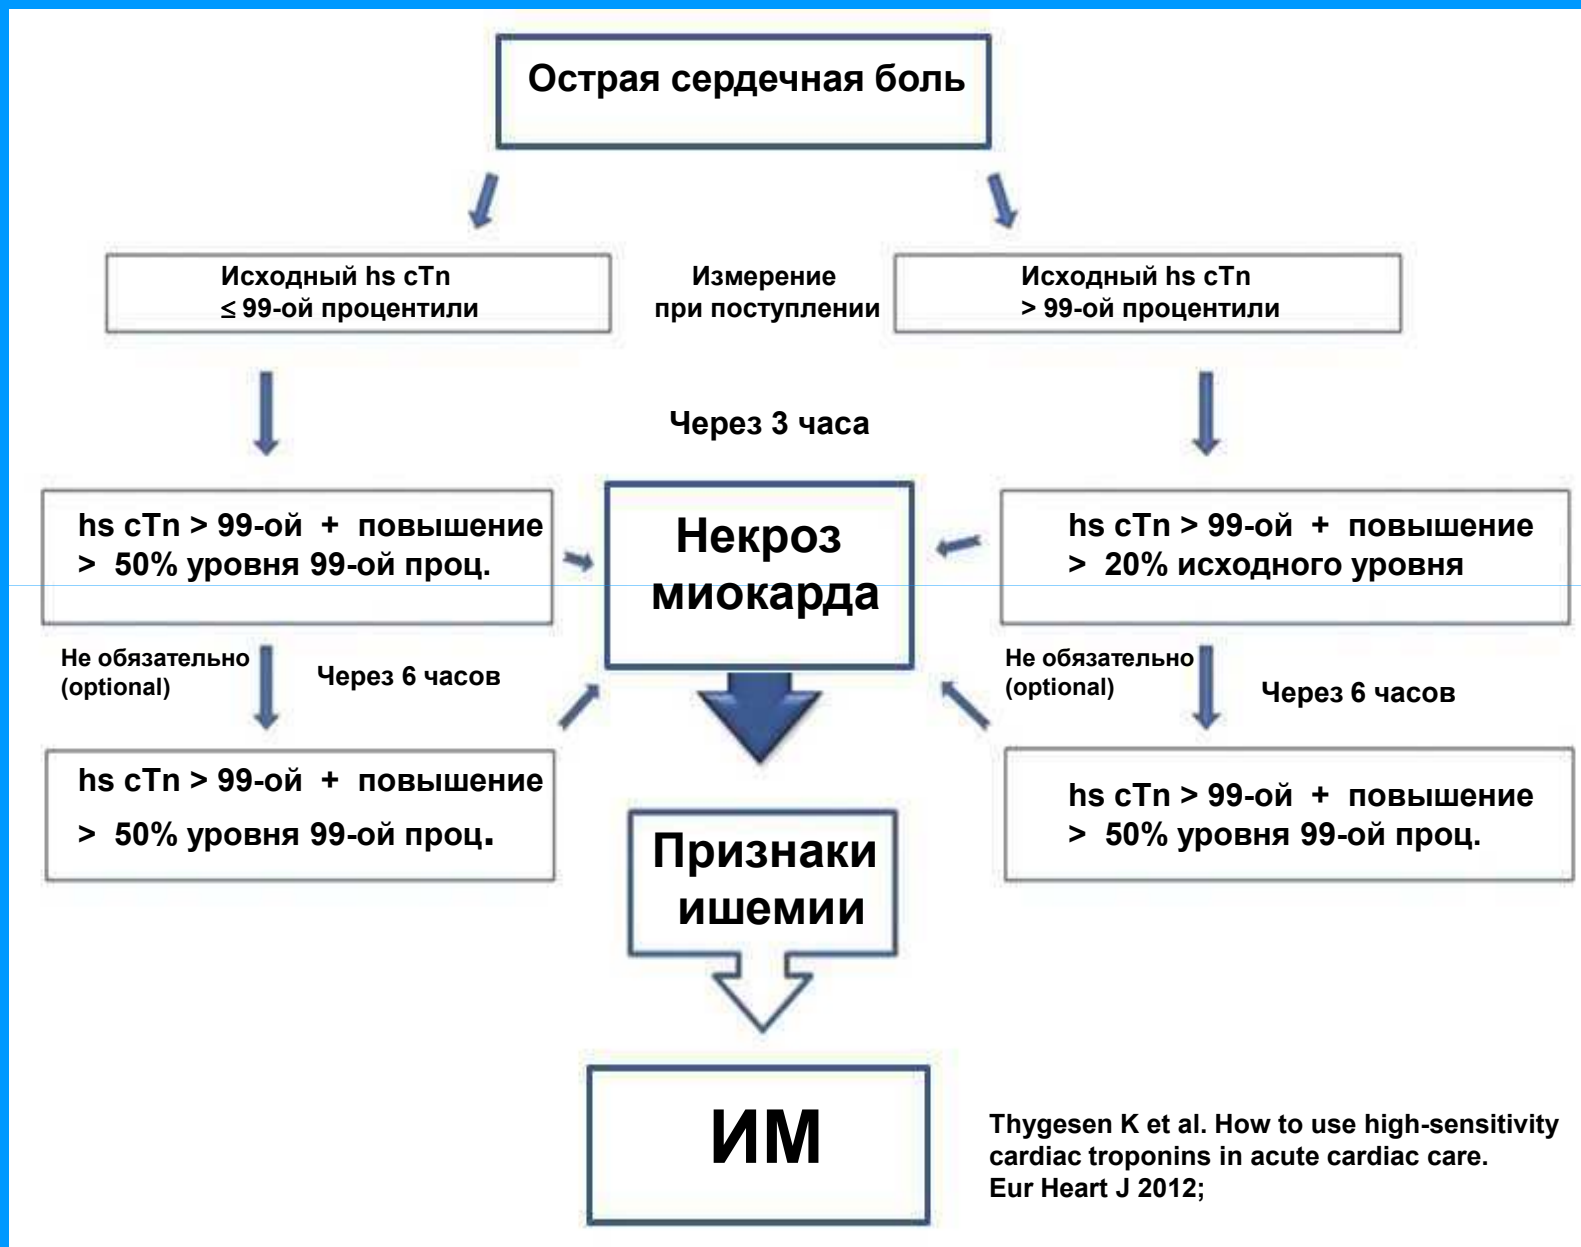 Острая сердечная боль
Исходный hs cTn
≤ 99-ой процентили
Измерение
при поступлении
Исходный hs cTn
> 99-ой процентили
Через 3 часа
hs cTn > 99-ой + повышение
> 50% уровня 99-ой проц.
Некроз
миокарда
hs cTn > 99-ой + повышение
> 20% исходного уровня
Не обязательно
(optional)
Через 6 часов
Не обязательно
(optional)
Через 6 часов
hs cTn > 99-ой + повышение
> 50% уровня 99-ой проц.
hs cTn > 99-ой + повышение
> 50% уровня 99-ой проц.
Признаки
ишемии
ИМ
Thygesen K et al. How to use high-sensitivity
cardiac troponins in acute cardiac care.
Eur Heart J 2012;